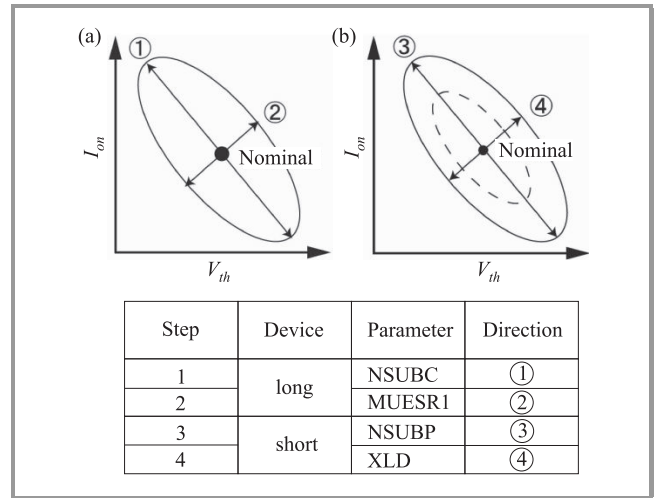 (a)
①
②
Nominal
I_on
V_th
(b)
③
④
Nominal
I_on
V_th
Step Device Parameter Direction
1 long NSUBC ①
2 MUESR1 ②
3 short NSUBP ③
4 XLD ④